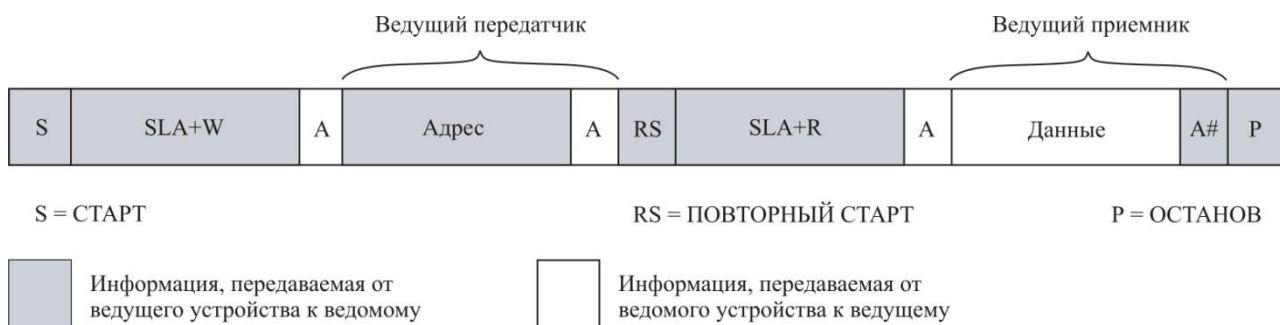 Ведущий передатчик Ведущий приемник
S SLA+W A Адрес A RS SLA+R A Данные A# P
S = СТАРТ RS = ПОВТОРНЫЙ СТАРТ P = ОСТАНОВ
Информация, передаваемая от
ведущего устройства к ведомому
Информация, передаваемая от
ведомого устройства к ведущему